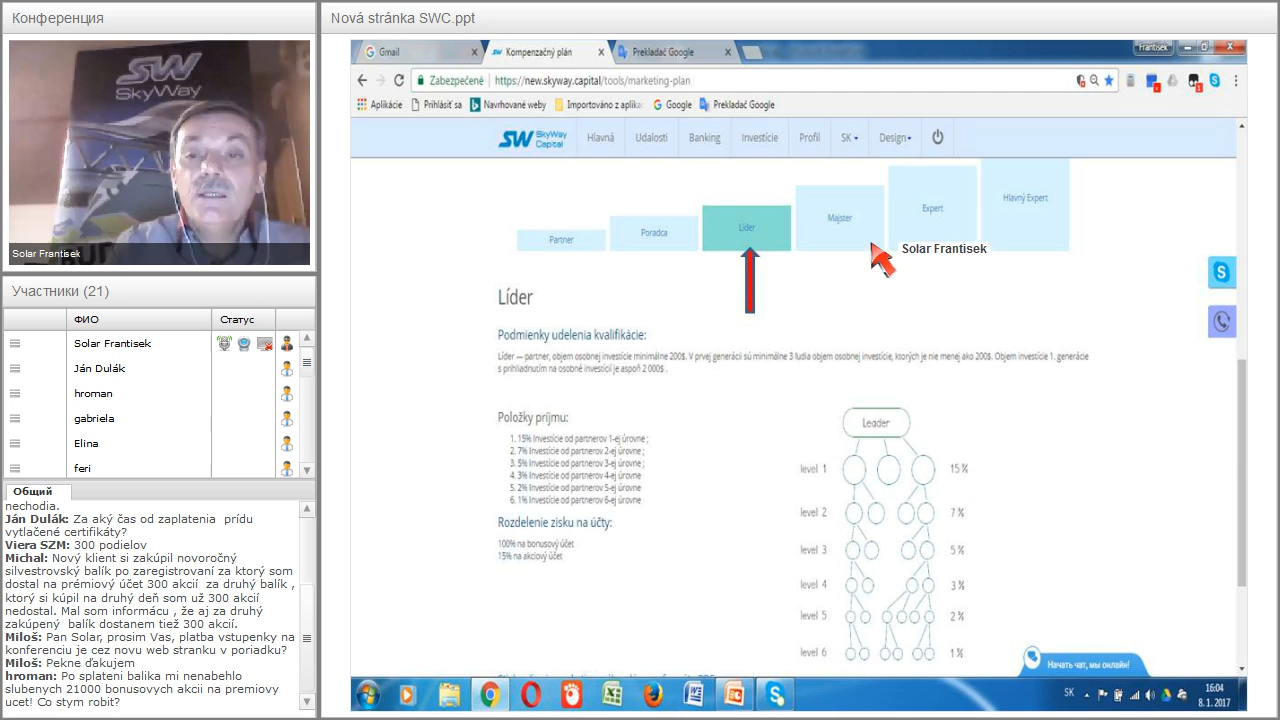 Конференция
SW
SkyWay
Solar Frantisek
Участники (21)
ФИО
Статус
Solar Frantisek
Ján Dulák
hroman
gabriela
Elina
feri
Общий
nechodia.
Ján Dulák: Za aký čas od zaplatenia prídu
vytlačené certifikáty?
Viera SZM: 300 podielov
Michal: Nový klient si zakúpil novoročný
silvestrovský balík po zaregistrovaní za ktorý som
dostal na prémiový účet 300 akcií za druhý balík ,
ktorý si kúpil na druhý deň som už 300 akcií
nedostal. Mal som informácu , že aj za druhý
zakúpený balík dostanem tiež 300 akcií.
Miloš: Pan Solar, prosim Vas, platba vstupenky na
konferenciu je cez novu web stranku v poriadku?
Miloš: Pekne ďakujem
hroman: Po splateni balika mi nenabehlo
slubenych 21000 bonusovych akcii na premiovy
ucet! Co stym robit?
Nová stránka SWC.ppt
Gmail
Kompenzačný plán
Prekladač Google
František
Zabezpečené
https://new.skyway.capital/tools/marketing-plan
Aplikácie
Prihlásiť sa
Navrhované weby
Importováno z aplika
Google
Prekladač Google
SW SkyWay Capital
Hlavná
Udalosti
Banking
Investície
Profil
SK
Design
Partner
Poradca
Líder
Majster
Expert
Hlavný Expert
Solar Frantisek
Líder
Podmienky udelenia kvalifikácie:
Líder — partner, objem osobnej investície minimálne 200$. V prvej generácii sú minimálne 3 ludia objem osobnej investície, ktorých je nie menej ako 200$. Objem investície 1. generácie
s prihliadnutím na osobné investícií je aspoň 2 000$ .
Položky príjmu:
1. 15% Investície od partnerov 1-ej úrovne ;
2. 7% Investície od partnerov 2-ej úrovne ;
3. 5% Investície od partnerov 3-ej úrovne ;
4. 3% Investície od partnerov 4-ej úrovne
5. 2% Investície od partnerov 5-ej úrovne
6. 1% Investície od partnerov 6-ej úrovne
Rozdelenie zisku na účty:
100% na bonusový účet
15% na akciový účet
Leader
level 1
15 %
level 2
7 %
level 3
5 %
level 4
3 %
level 5
2 %
level 6
1 %
Начать чат, мы онлайн!
SK
16:04
8. 1. 2017